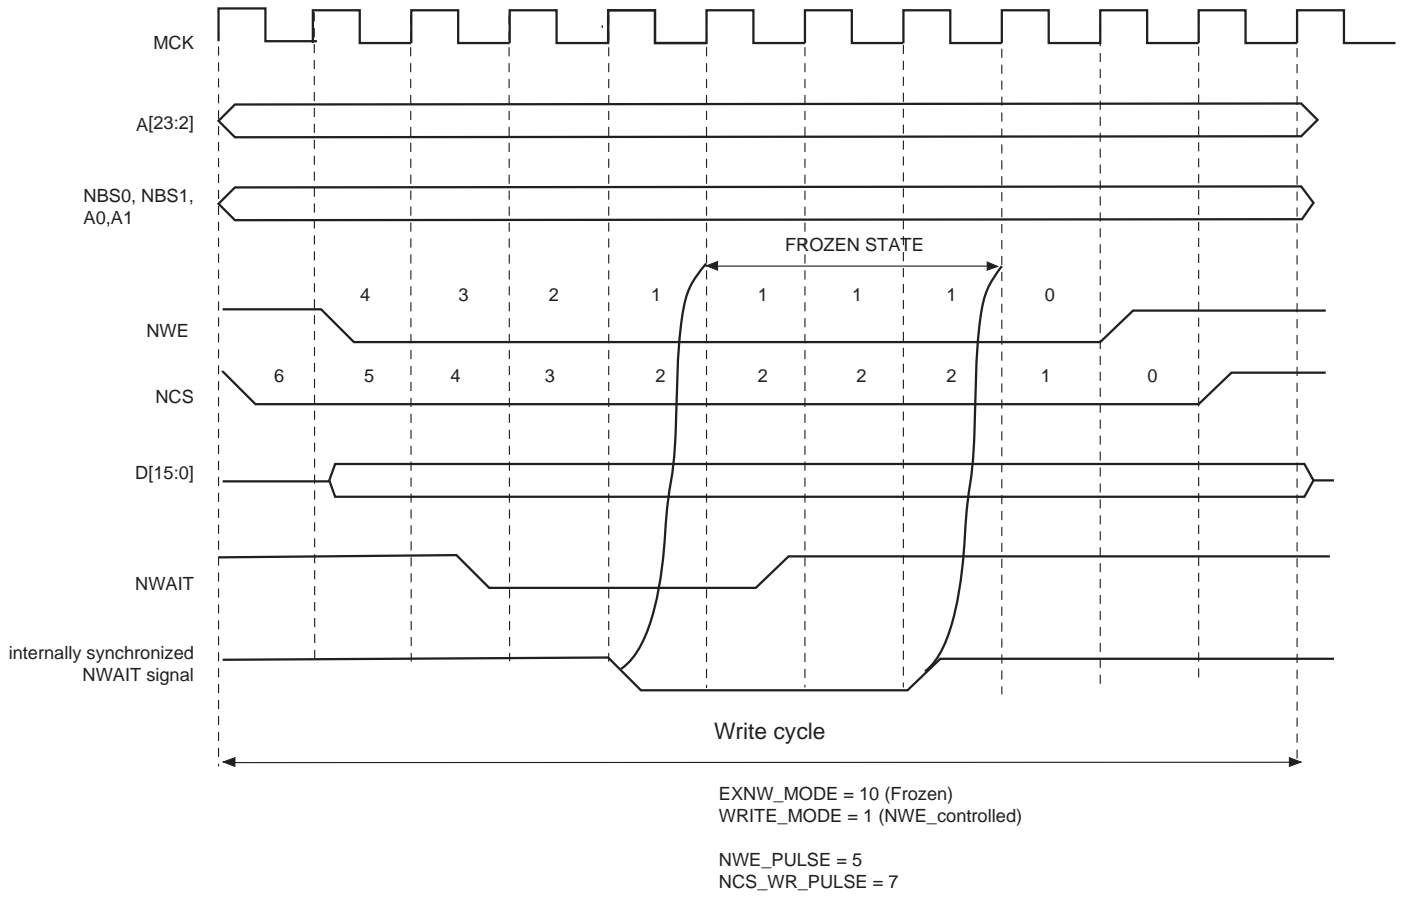 MCK
A[23:2]
NBS0, NBS1,
A0,A1
FROZEN STATE
4 3 2 1 1 1 1 0
NWE
6 5 4 3 2 2 2 2 1 0
NCS
D[15:0]
NWAIT
internally synchronized
NWAIT signal
Write cycle
EXNW_MODE = 10 (Frozen)
WRITE_MODE = 1 (NWE_controlled)
NWE_PULSE = 5
NCS_WR_PULSE = 7